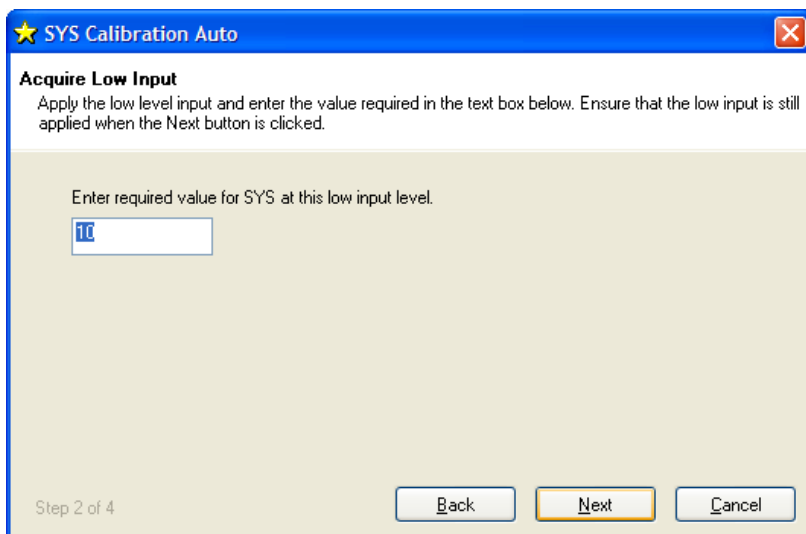 SYS Calibration Auto
Acquire Low Input
Apply the low level input and enter the value required in the text box below. Ensure that the low input is still
applied when the Next button is clicked.
Enter required value for SYS at this low input level.
10
Step 2 of 4
Back
Next
Cancel